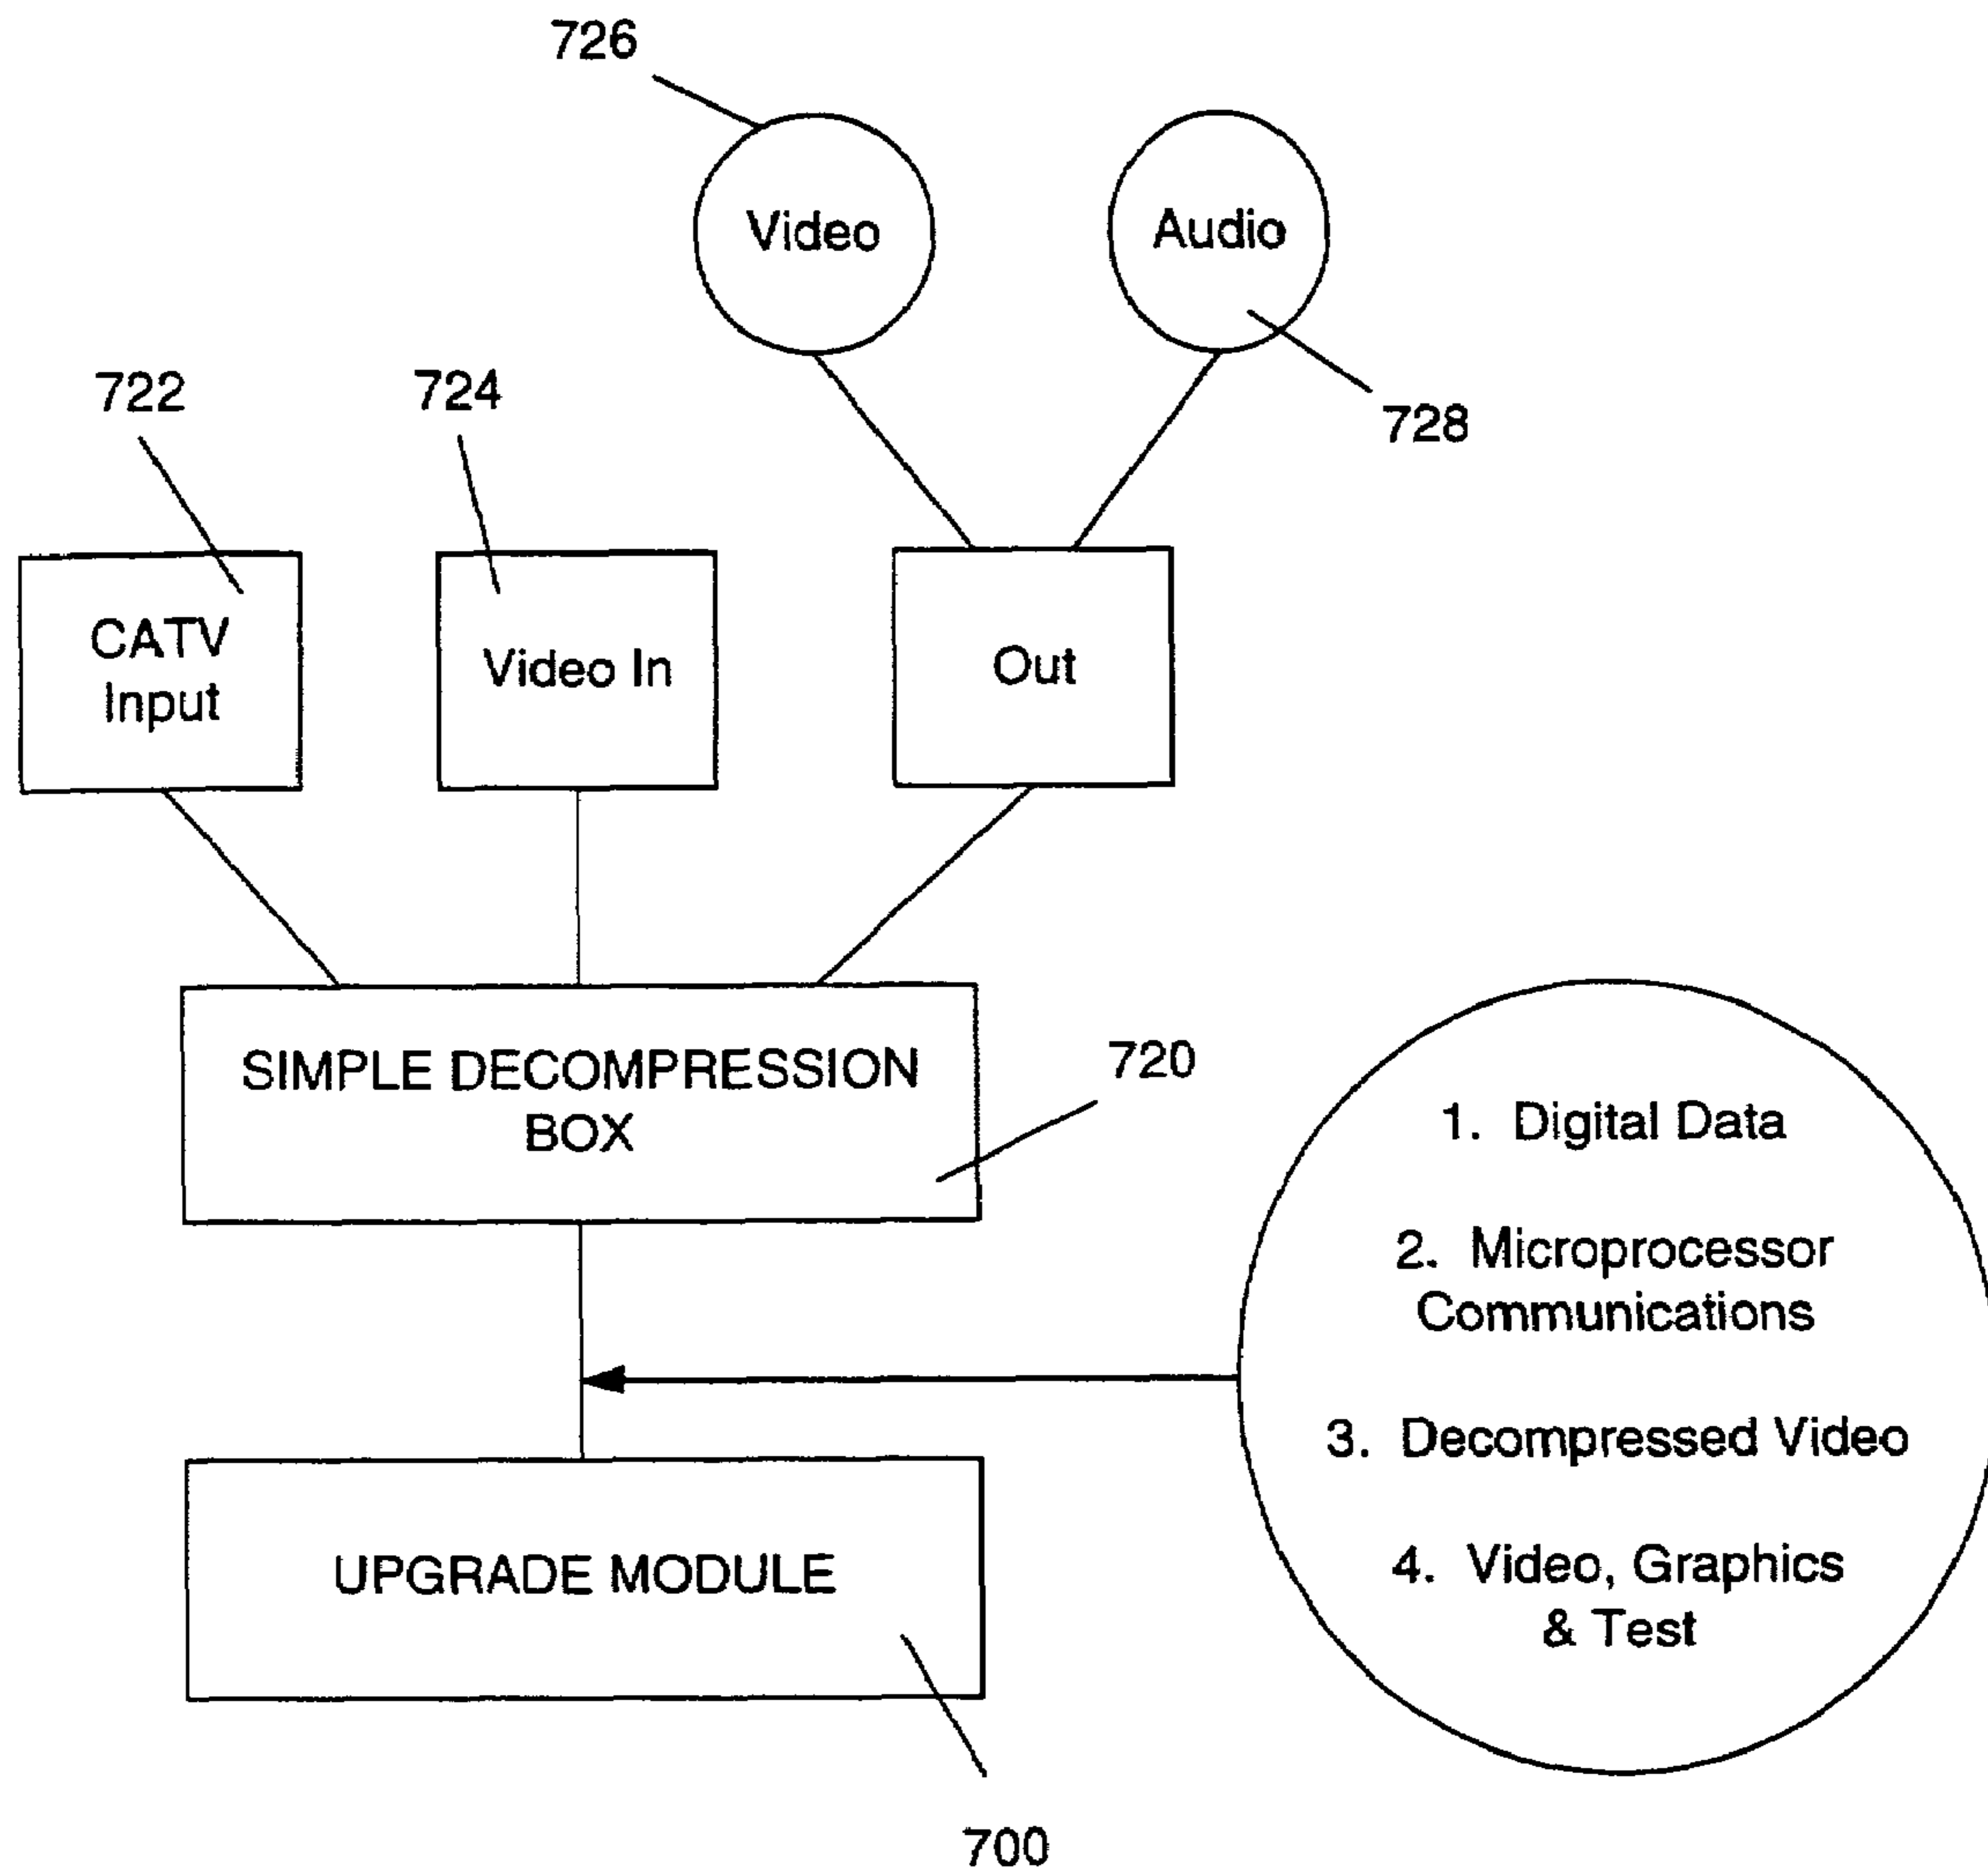 726
Video
Audio
722
724
728
CATV
Input
Video In
Out
SIMPLE DECOMPRESSION
BOX
720
1. Digital Data
2. Microprocessor
Communications
3. Decompressed Video
4. Video, Graphics
& Test
UPGRADE MODULE
700